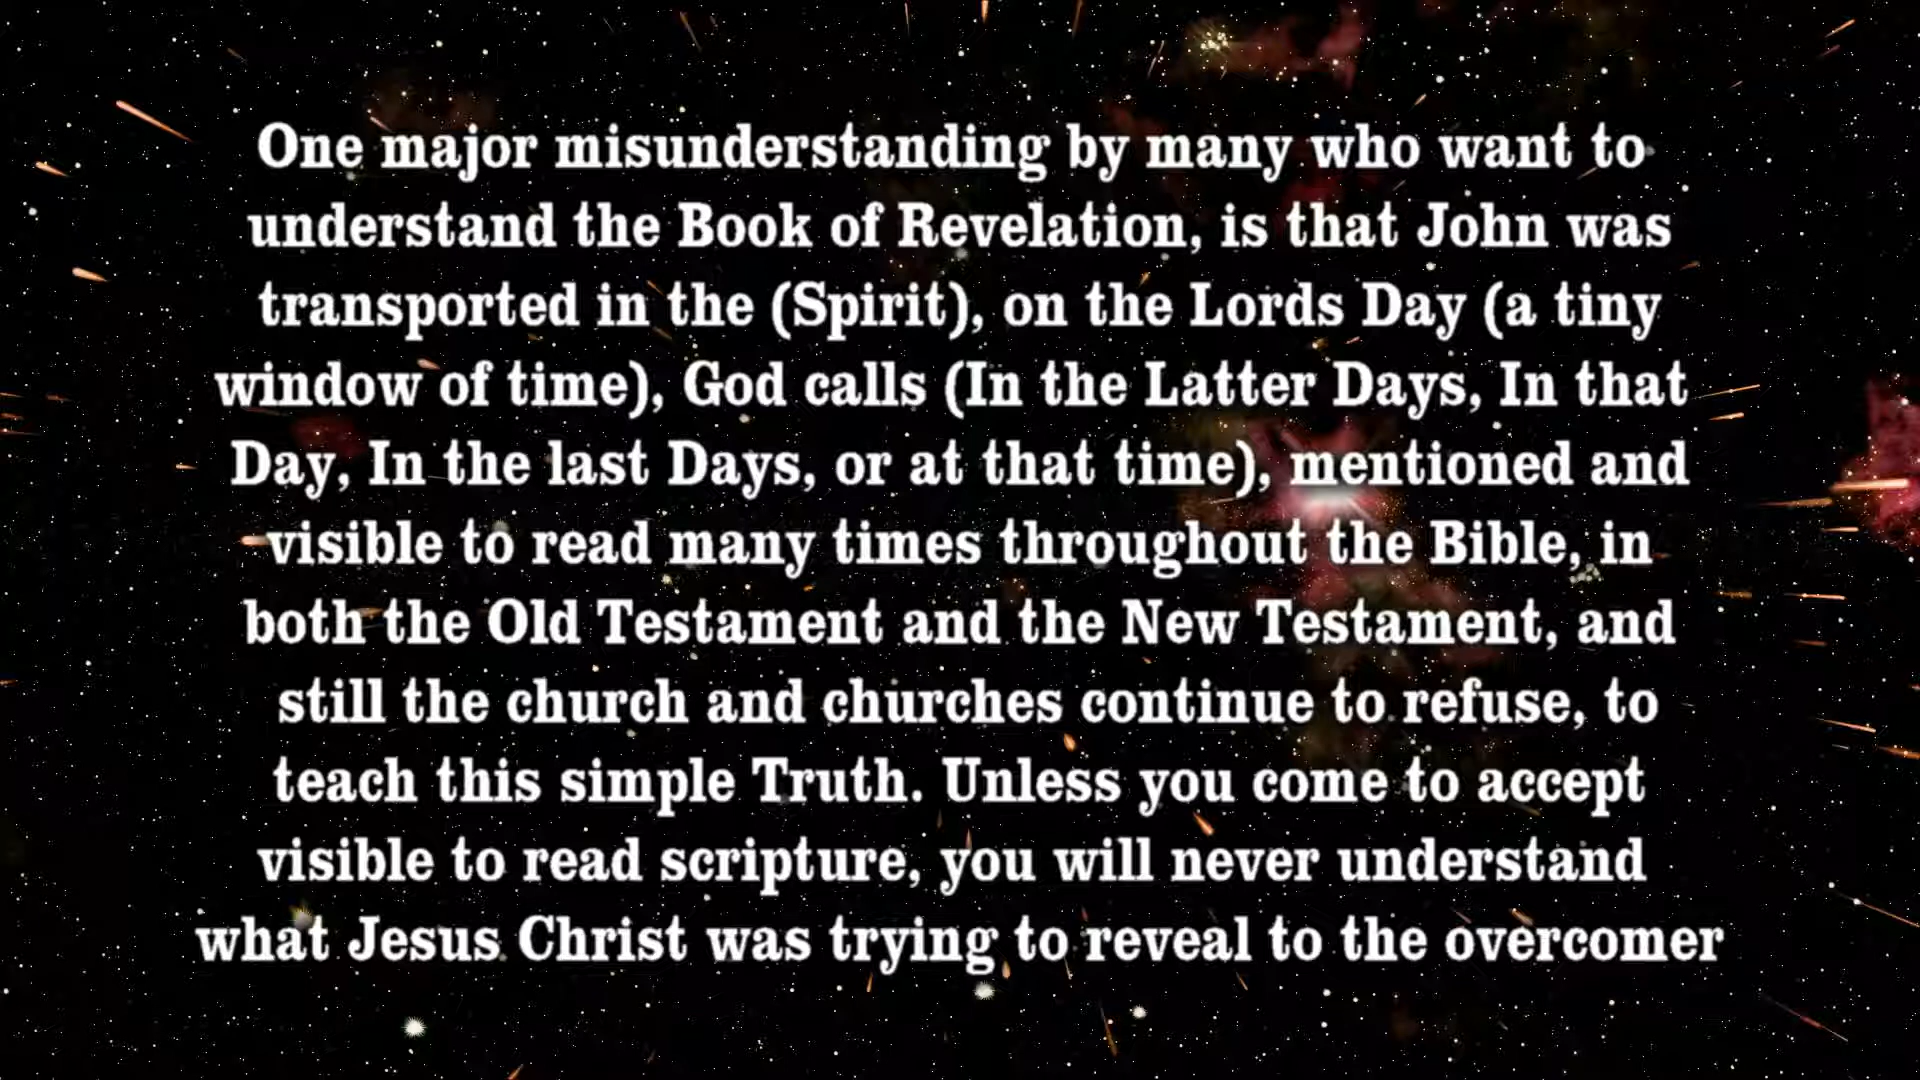 One major misunderstanding by many who want to
understand the Book of Revelation, is that John was
transported in the (Spirit), on the Lords Day (a tiny
window of time), God calls (In the Latter Days, In that
Day, In the last Days, or at that time), mentioned and
visible to read many times throughout the Bible, in
both the Old Testament and the New Testament, and
still the church and churches continue to refuse, to
teach this simple Truth. Unless you come to accept
visible to read scripture, you will never understand
what Jesus Christ was trying to reveal to the overcomer